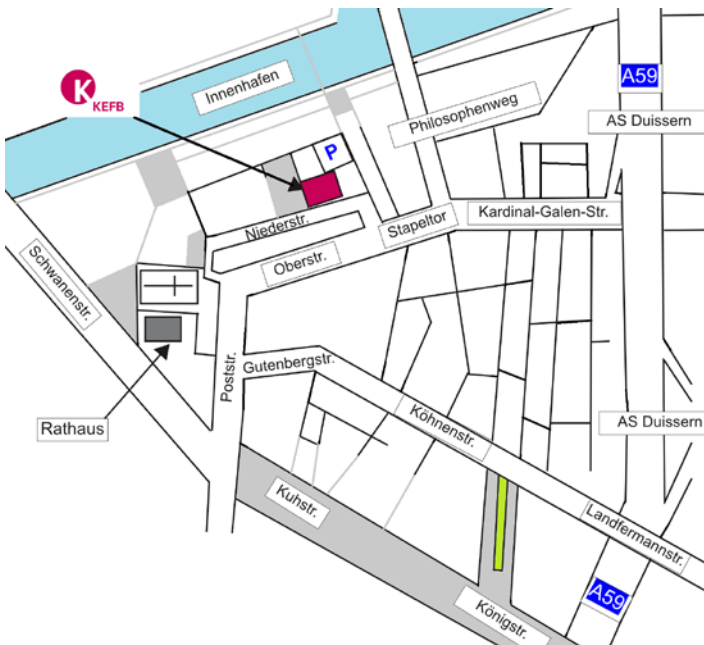 Innenhafen
A59
K
KEFB
Philosophenweg
AS Duissern
P
Kardinal-Galen-Str.
Niederstr.
Stapeltor
Oberstr.
Schwanenstr.
Poststr.
Gutenbergstr.
Köhnenstr.
AS Duissern
Rathaus
Kuhstr.
Landfermannstr.
A59
Königstr.